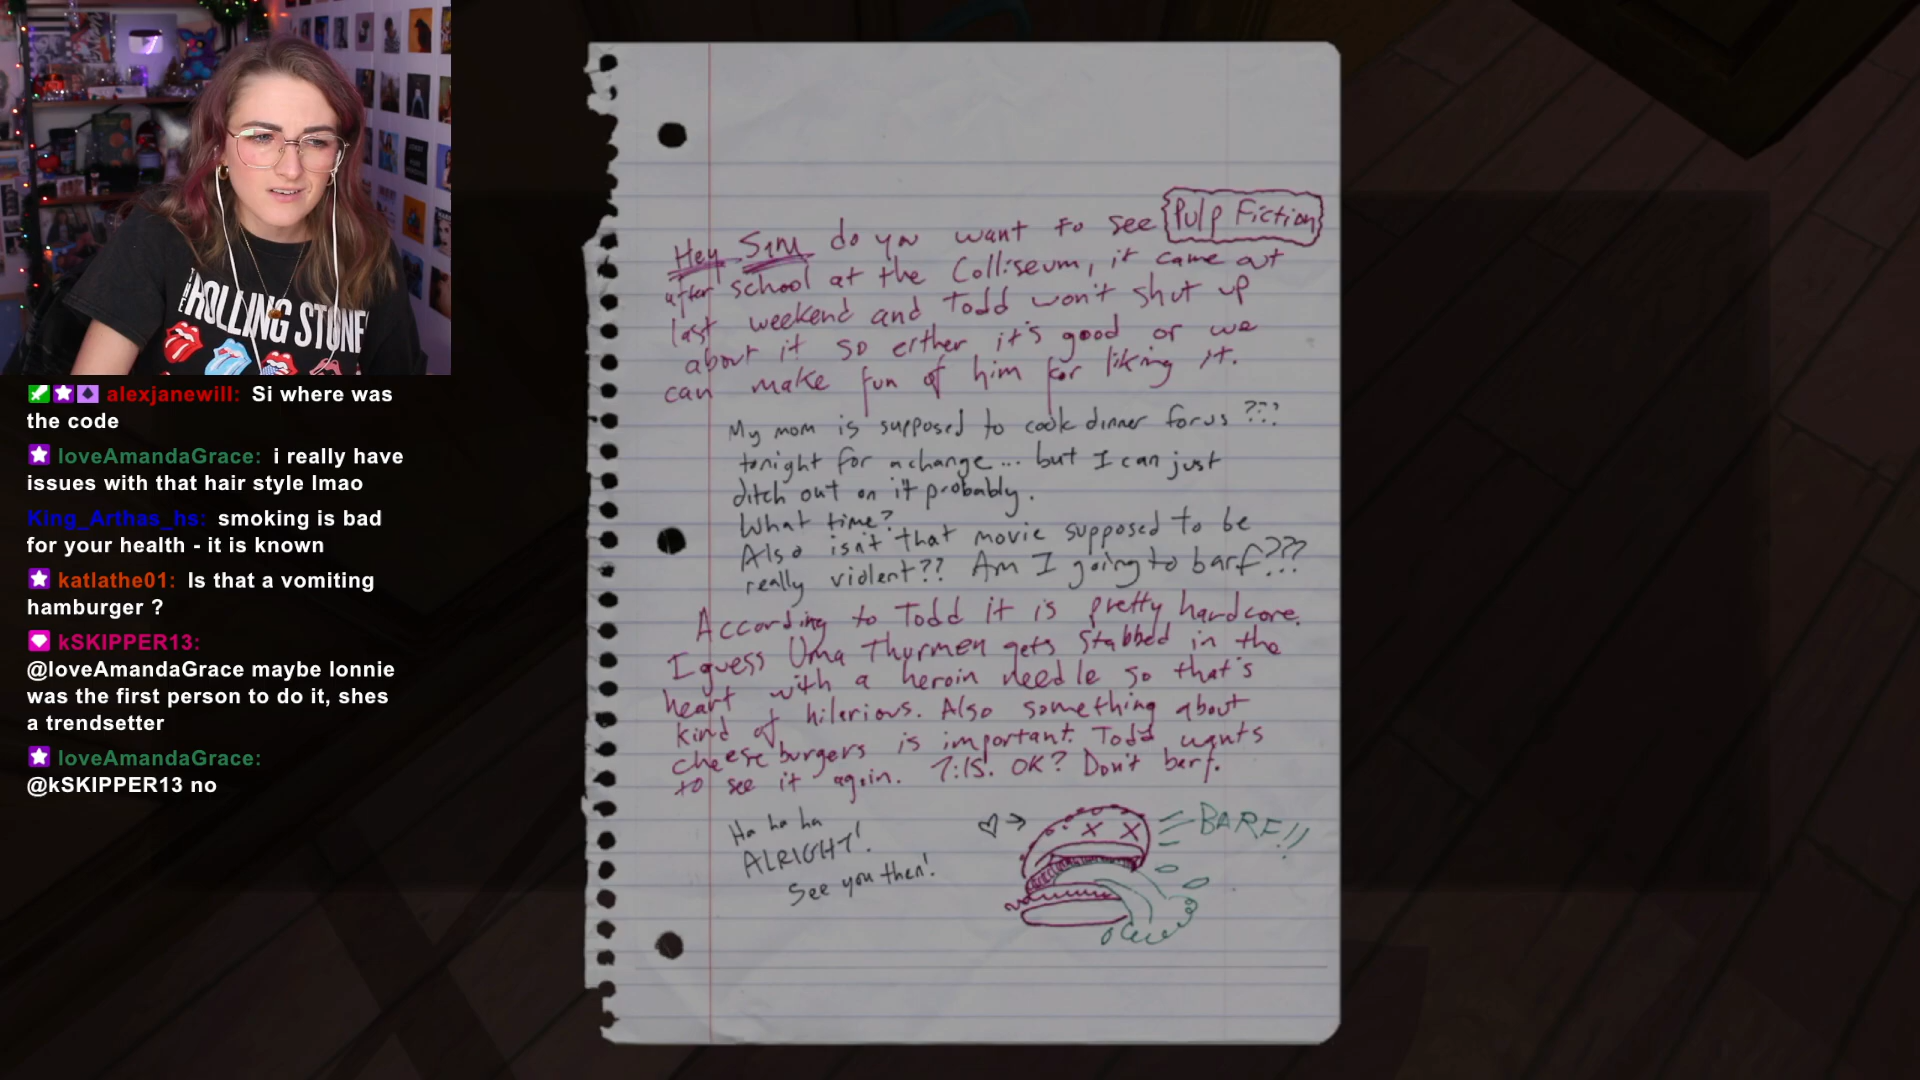 THE
ROLLING STONE
alexjanewill: Si where was
the code
loveAmandaGrace: i really have
issues with that hair style lmao
King_Arthas_hs: smoking is bad
for your health - it is known
katlathe01: Is that a vomiting
hamburger ?
kSKIPPER13:
@loveAmandaGrace maybe lonnie
was the first person to do it, shes
a trendsetter
loveAmandaGrace:
@kSKIPPER13 no
Hey Sam do you want to see Pulp Fiction
after school at the Colliseum, it came out
last weekend and Todd won't shut up
about it so either it's good or we
can make fun of him for liking it.
My mom is supposed to cook dinner for us ???
tonight for a change... but I can just
ditch out on it probably.
What time?
Also isn't that movie supposed to be
really violent?? Am I going to barf???
According to Todd it is pretty hardcore.
I guess Uma Thurmen gets stabbed in the
heart with a heroin needle so that's
kind of hilarious. Also something about
cheeseburgers is important. Todd wants
to see it again. 7:15. OK? Don't barf.
Ha ha ha
ALRIGHT!
See you then!
BARF!!